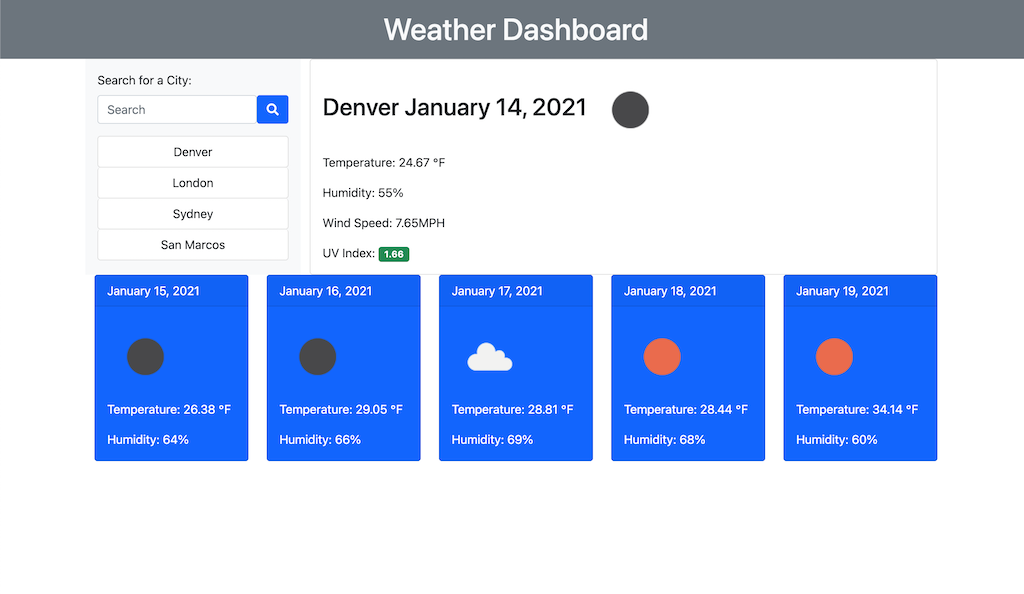 Weather Dashboard
Search for a City:
Search
Denver
London
Sydney
San Marcos
Denver January 14, 2021
Temperature: 24.67 °F
Humidity: 55%
Wind Speed: 7.65MPH
UV Index: 1.66
January 15, 2021
Temperature: 26.38 °F
Humidity: 64%
January 16, 2021
Temperature: 29.05 °F
Humidity: 66%
January 17, 2021
Temperature: 28.81 °F
Humidity: 69%
January 18, 2021
Temperature: 28.44 °F
Humidity: 68%
January 19, 2021
Temperature: 34.14 °F
Humidity: 60%